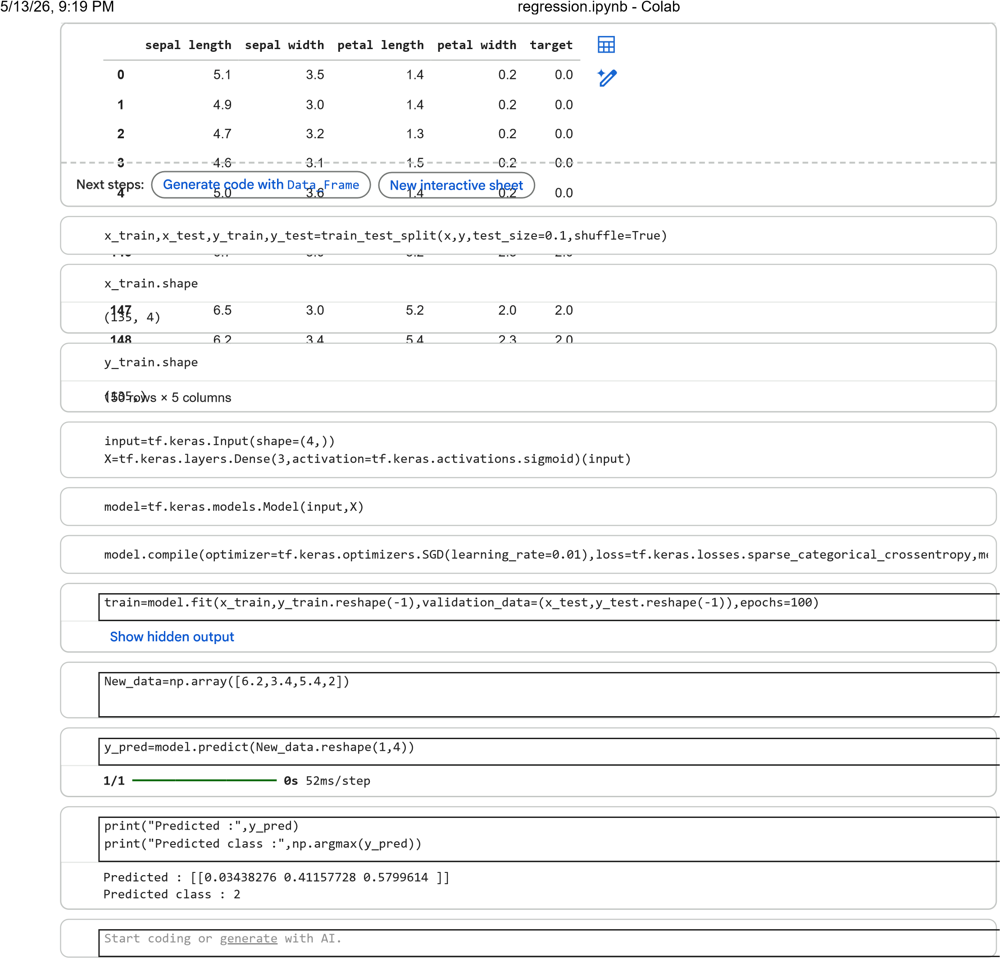 5/13/26, 9:19 PM regression.ipynb - Colab
sepal length sepal width petal length petal width target
0 5.1 3.5 1.4 0.2 0.0
1 4.9 3.0 1.4 0.2 0.0
2 4.7 3.2 1.3 0.2 0.0
3 4.6 3.1 1.5 0.2 0.0
Next steps: Generate code with Data_Frame New interactive sheet
4 5.0 3.6 1.4 0.2 0.0
x_train,x_test,y_train,y_test=train_test_split(x,y,test_size=0.1,shuffle=True)
x_train.shape
147 6.5 3.0 5.2 2.0 2.0
(135, 4)
148 6.2 3.4 5.4 2.3 2.0
y_train.shape
(135,)
150 rows × 5 columns
input=tf.keras.Input(shape=(4,))
X=tf.keras.layers.Dense(3,activation=tf.keras.activations.sigmoid)(input)
model=tf.keras.models.Model(input,X)
model.compile(optimizer=tf.keras.optimizers.SGD(learning_rate=0.01),loss=tf.keras.losses.sparse_categorical_crossentropy,m
train=model.fit(x_train,y_train.reshape(-1),validation_data=(x_test,y_test.reshape(-1)),epochs=100)
Show hidden output
New_data=np.array([6.2,3.4,5.4,2])
y_pred=model.predict(New_data.reshape(1,4))
1/1 0s 52ms/step
print("Predicted :",y_pred)
print("Predicted class :",np.argmax(y_pred))
Predicted : [[0.03438276 0.41157728 0.5799614 ]]
Predicted class : 2
Start coding or generate with AI.